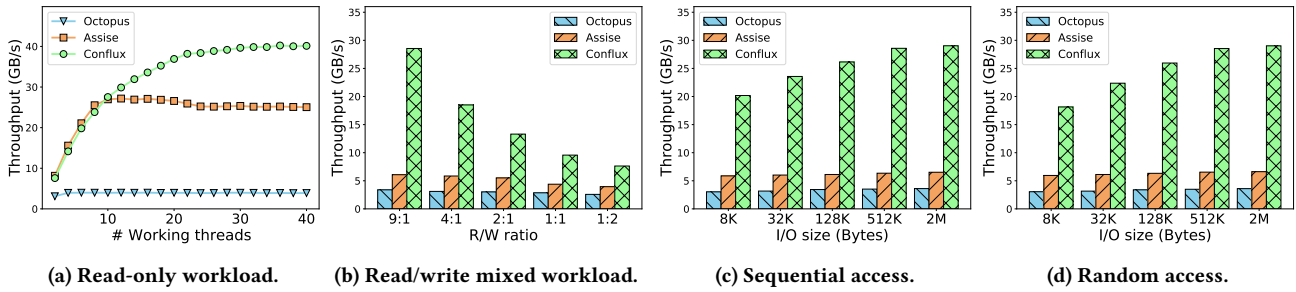 Throughput (GB/s)
40
30
20
10
0
Octopus
Assise
Conflux
10
20
30
40
# Working threads
(a) Read-only workload.
Throughput (GB/s)
35
30
25
20
15
10
5
0
Octopus
Assise
Conflux
9:1
4:1
2:1
1:1
1:2
R/W ratio
(b) Read/write mixed workload.
Throughput (GB/s)
35
30
25
20
15
10
5
0
Octopus
Assise
Conflux
8K
32K
128K
512K
2M
I/O size (Bytes)
(c) Sequential access.
Throughput (GB/s)
35
30
25
20
15
10
5
0
Octopus
Assise
Conflux
8K
32K
128K
512K
2M
I/O size (Bytes)
(d) Random access.